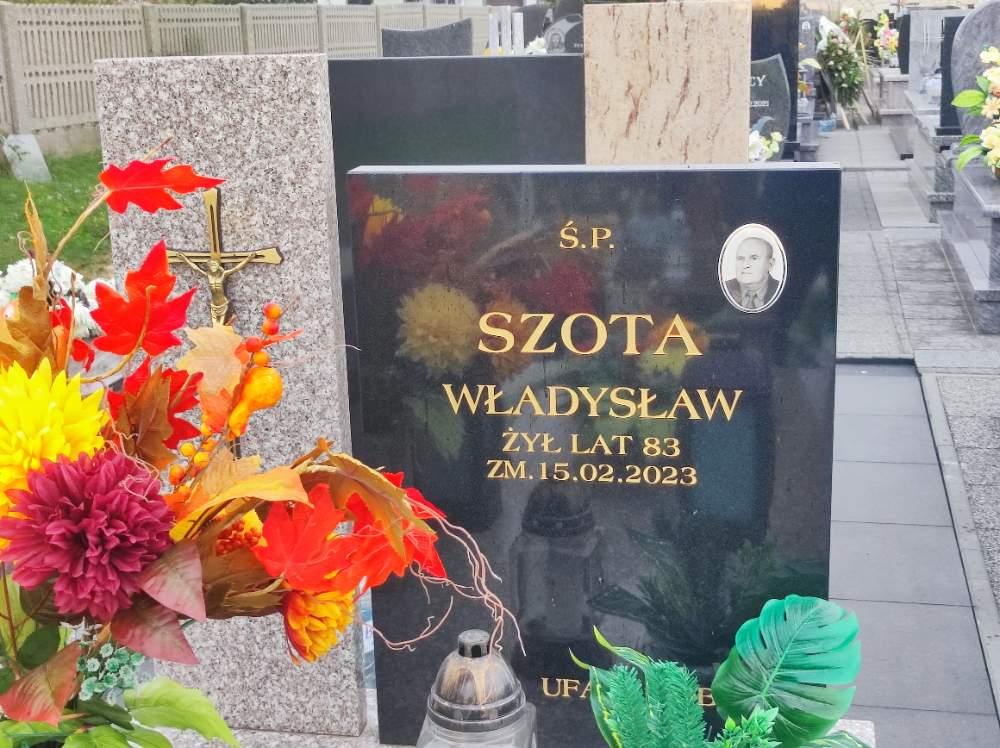 Ś.P.
SZOTA
WŁADYSŁAW
ŻYŁ LAT 83
ZM. 15.02.2023